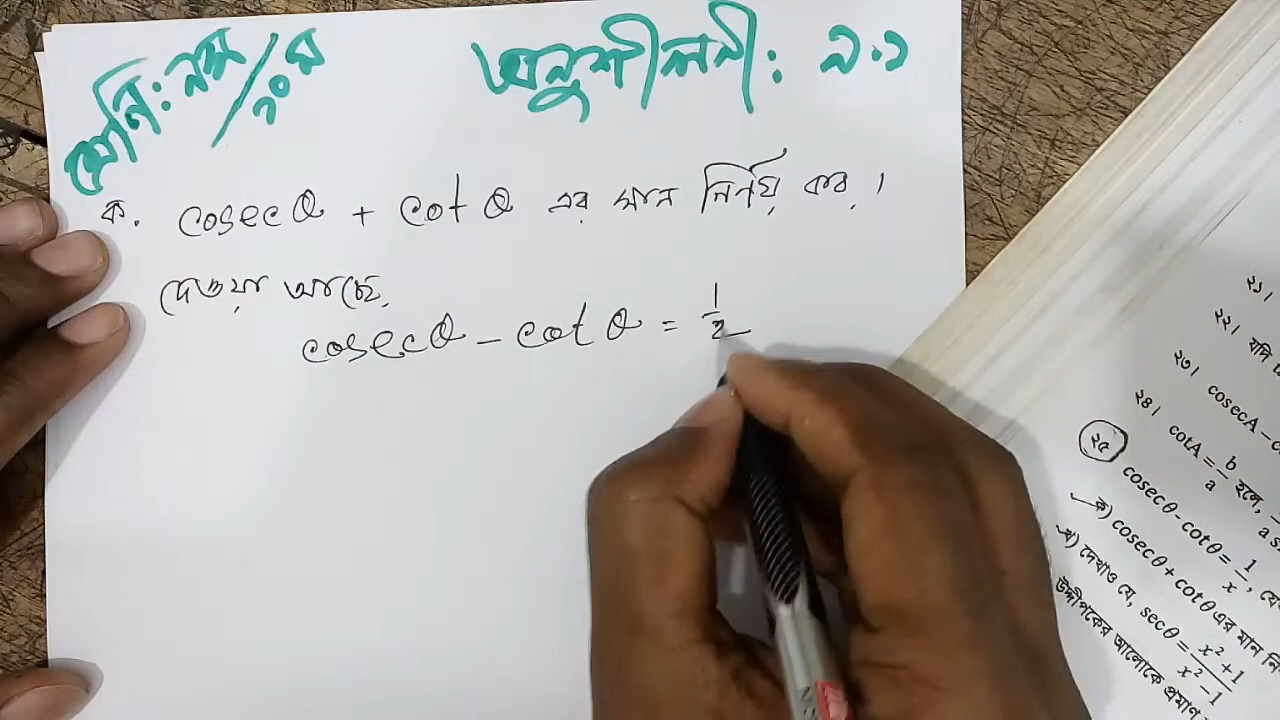 শ্রেণি: নবম/১০ম
অনুশীলনী: ৯.১
ক. cosecθ + cotθ এর মান নির্ণয় কর।
দেওয়া আছে,
cosecθ - cotθ = 1/2
২১।
২২। যদি
২৩। cosecA -
২৪। cotA = b/a হলে,
২৫ cosecθ - cotθ = 1/x,
ক) cosecθ + cotθ এর মান
খ) দেখাও যে, secθ = x²+1/x²-1
উদ্দীপকের আলোকে প্রমাণ